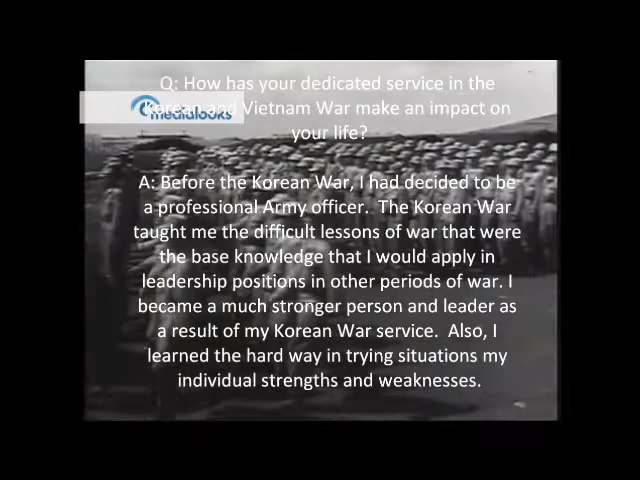 Q: How has your dedicated service in the
Korean and Vietnam War make an impact on
medialooks
your life?
A: Before the Korean War, I had decided to be
a professional Army officer. The Korean War
taught me the difficult lessons of war that were
the base knowledge that I would apply in
leadership positions in other periods of war. I
became a much stronger person and leader as
a result of my Korean War service. Also, I
learned the hard way in trying situations my
individual strengths and weaknesses.